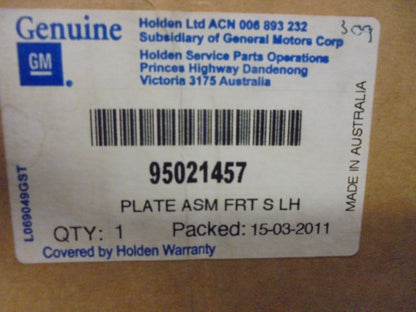 Genuine
GM
Holden Ltd ACN 006 893 232
Subsidiary of General Motors Corp
Holden Service Parts Operations
Princes Highway Dandenong
Victoria 3175 Australia
309
95021457
PLATE ASM FRT S LH
QTY: 1 Packed: 15-03-2011
Covered by Holden Warranty
L069049GST
MADE IN AUSTRALIA